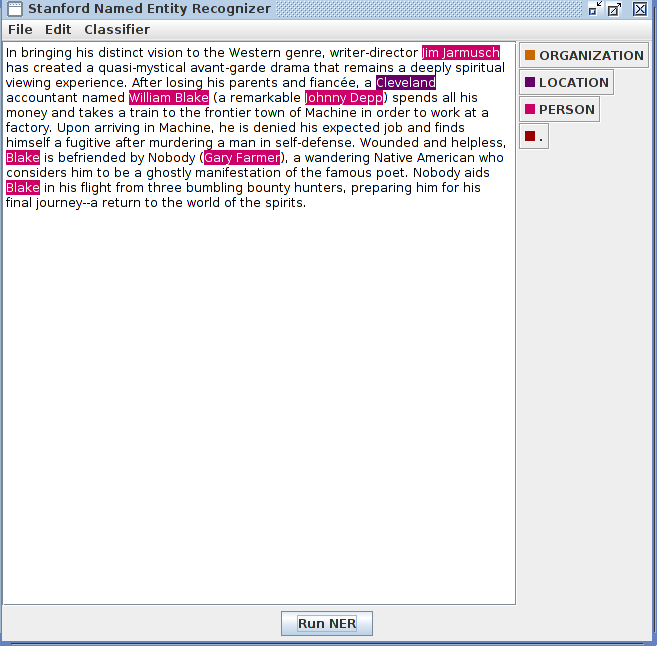 Stanford Named Entity Recognizer
File Edit Classifier
In bringing his distinct vision to the Western genre, writer-director Jim Jarmusch
has created a quasi-mystical avant-garde drama that remains a deeply spiritual
viewing experience. After losing his parents and fiancée, a Cleveland
accountant named William Blake (a remarkable Johnny Depp) spends all his
money and takes a train to the frontier town of Machine in order to work at a
factory. Upon arriving in Machine, he is denied his expected job and finds
himself a fugitive after murdering a man in self-defense. Wounded and helpless,
Blake is befriended by Nobody (Gary Farmer), a wandering Native American who
considers him to be a ghostly manifestation of the famous poet. Nobody aids
Blake in his flight from three bumbling bounty hunters, preparing him for his
final journey--a return to the world of the spirits.
ORGANIZATION
LOCATION
PERSON
.
Run NER